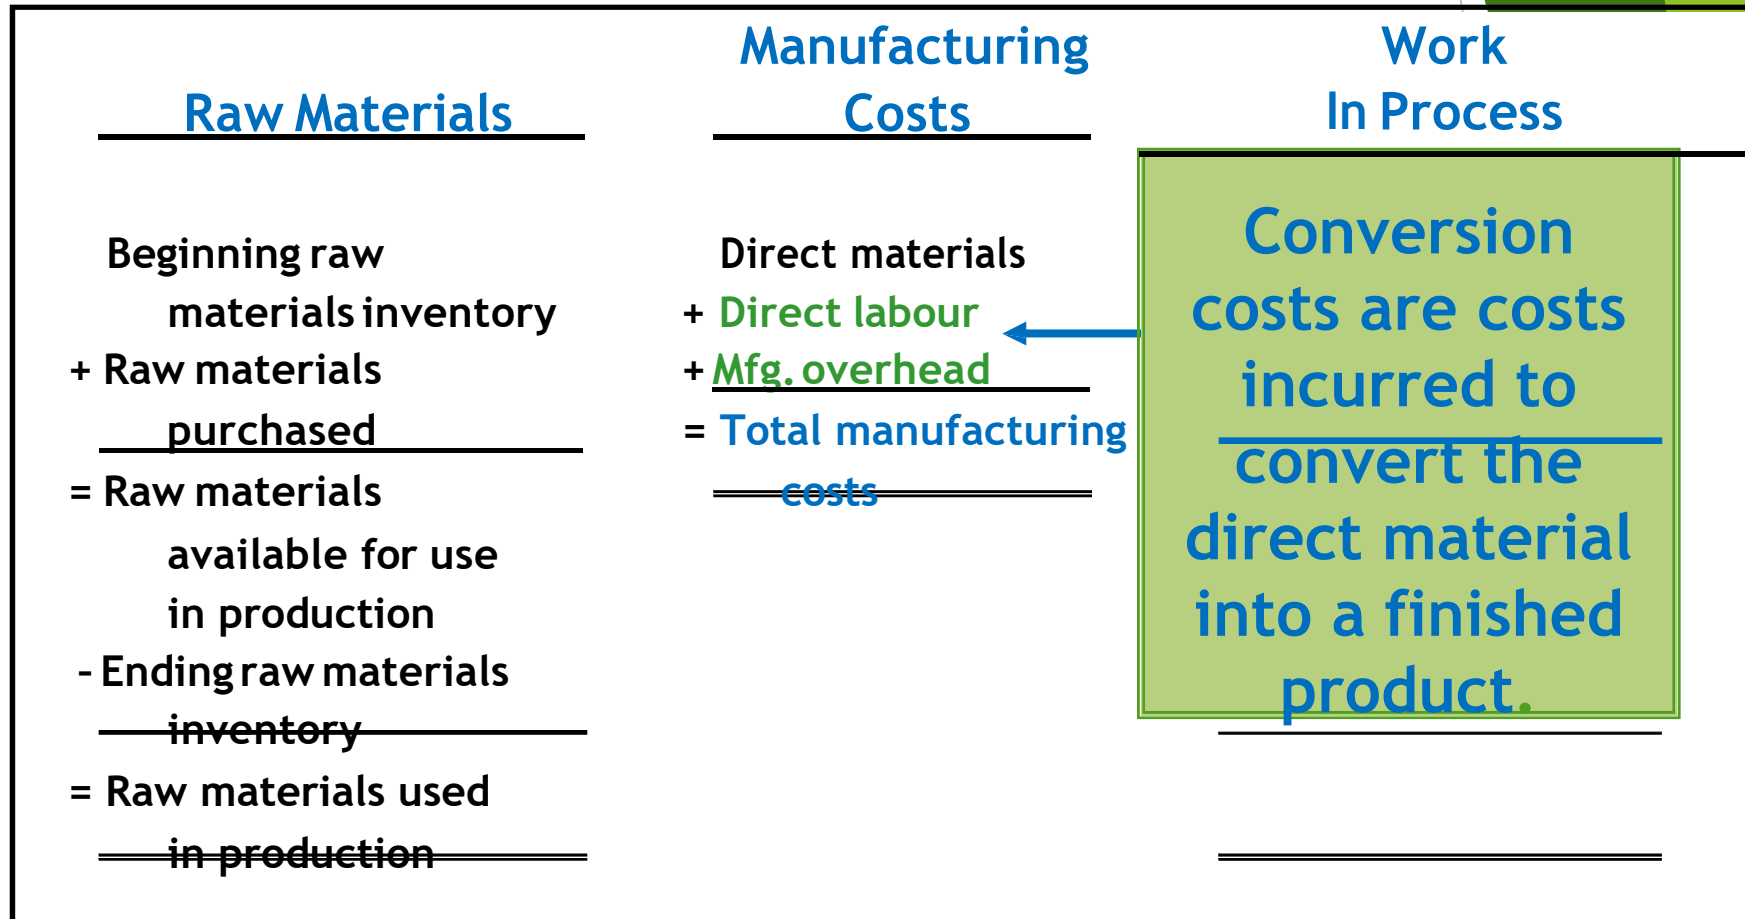 Raw Materials
Beginning raw
materials inventory
+ Raw materials
purchased
= Raw materials
available for use
in production
– Ending raw materials
inventory
= Raw materials used
in production
Manufacturing
Costs
Direct materials
+ Direct labour
+ Mfg. overhead
= Total manufacturing
costs
Work
In Process
Conversion
costs are costs
incurred to
convert the
direct material
into a finished
product.